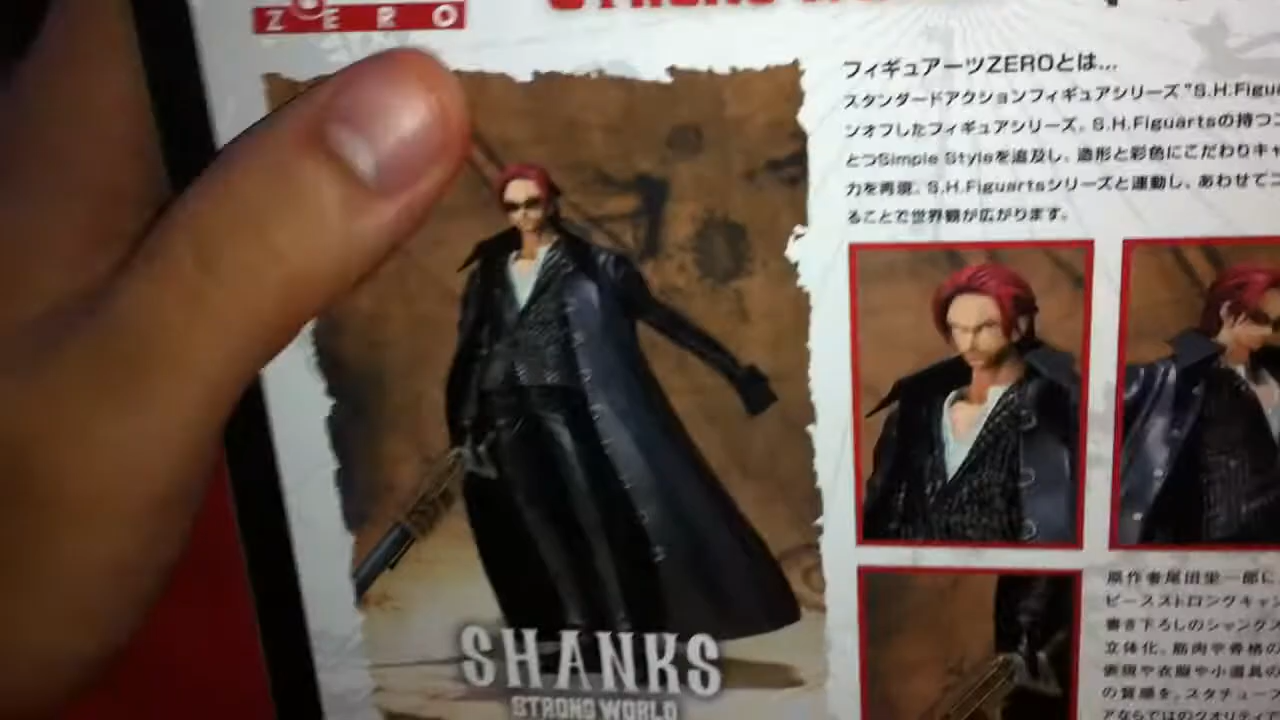 ZERO
フィギュアーツZEROとは...
スタンダードアクションフィギュアシリーズ"S.H.Figu
ンオフしたフィギュアシリーズ。S.H.Figuartsの持つコ
とつSimple Styleを追及し、造形と彩色にこだわりキャ
力を再現。S.H.Figuartsシリーズと連動し、あわせてコ
ることで世界観が広がります。
原作者尾田栄一郎に
ピースストロングキャ
書き下ろしのシャンクス
立体化。筋肉や骨格の
表現や衣服や小道具の
の質感を、スタチュー
アならではのクオリティで
SHANKS
STRONG WORLD